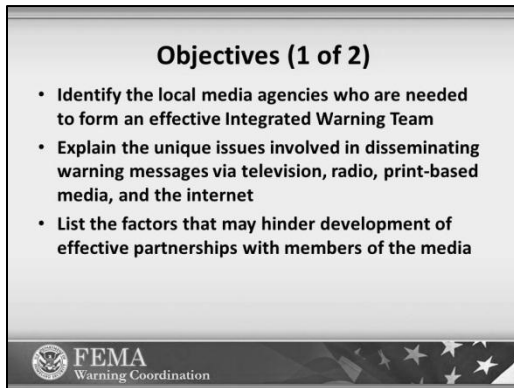 Objectives (1 of 2)
• Identify the local media agencies who are needed
to form an effective Integrated Warning Team
• Explain the unique issues involved in disseminating
warning messages via television, radio, print-based
media, and the internet
• List the factors that may hinder development of
effective partnerships with members of the media
FEMA
Warning Coordination